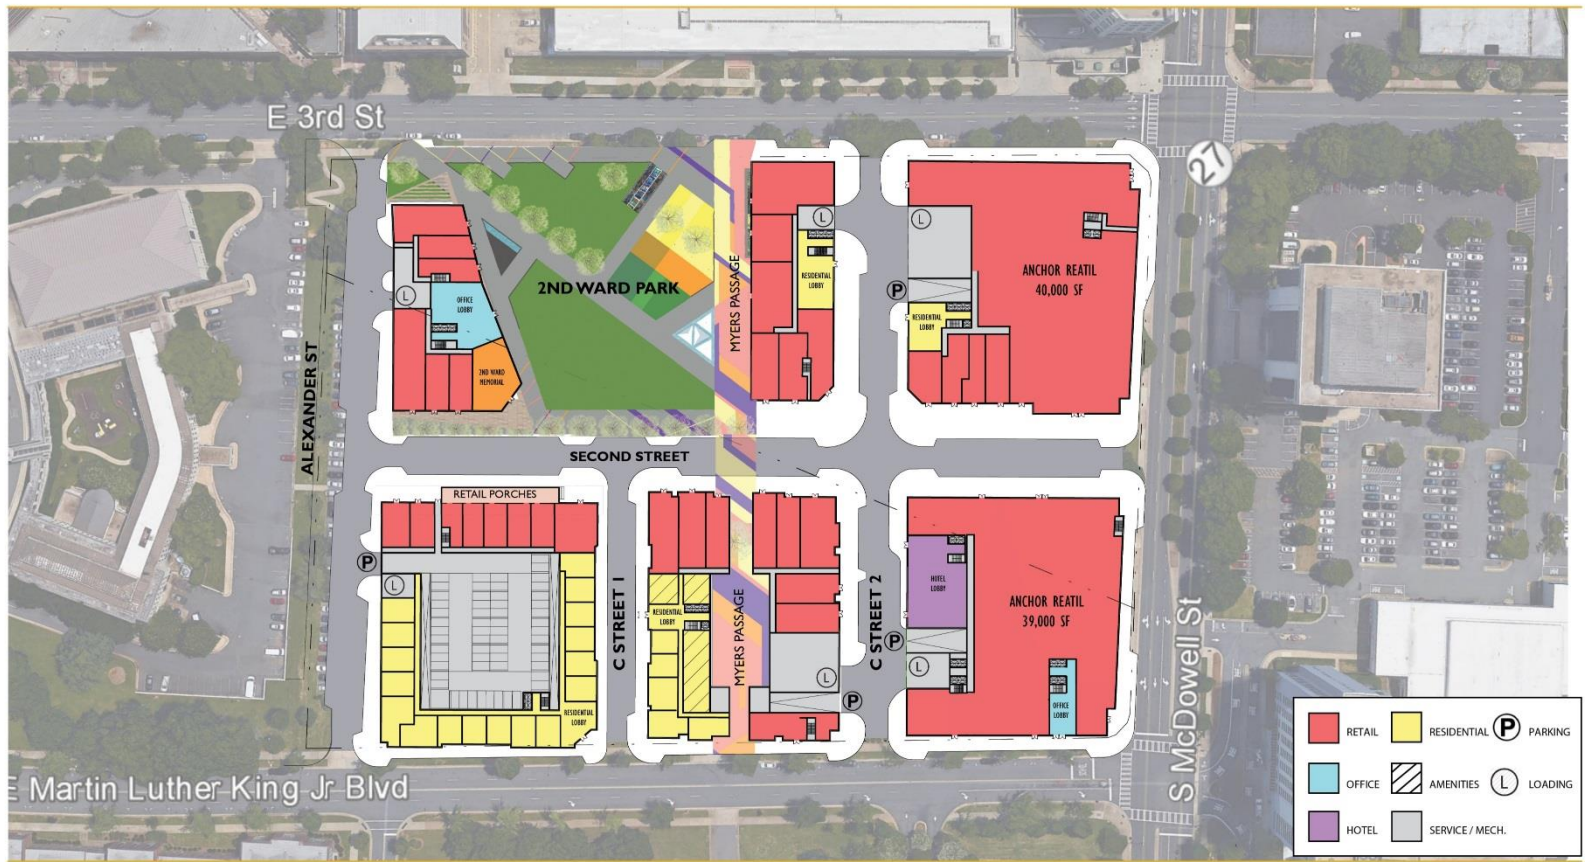 E 3rd St
27
ALEXANDER ST
L
OFFICE
LOBBY
2ND WARD
MEMORIAL
2ND WARD PARK
MYERS PASSAGE
L
RESIDENTIAL
LOBBY
L
P
RESIDENTIAL
LOBBY
ANCHOR REATIL
40,000 SF
SECOND STREET
RETAIL PORCHES
P
L
RESIDENTIAL
LOBBY
C STREET 1
RESIDENTIAL
LOBBY
MYERS PASSAGE
L
P
C STREET 2
HOTEL
LOBBY
P
L
ANCHOR REATIL
39,000 SF
OFFICE
LOBBY
S McDowell St
E Martin Luther King Jr Blvd
RETAIL
RESIDENTIAL
P
PARKING
OFFICE
AMENITIES
L
LOADING
HOTEL
SERVICE / MECH.